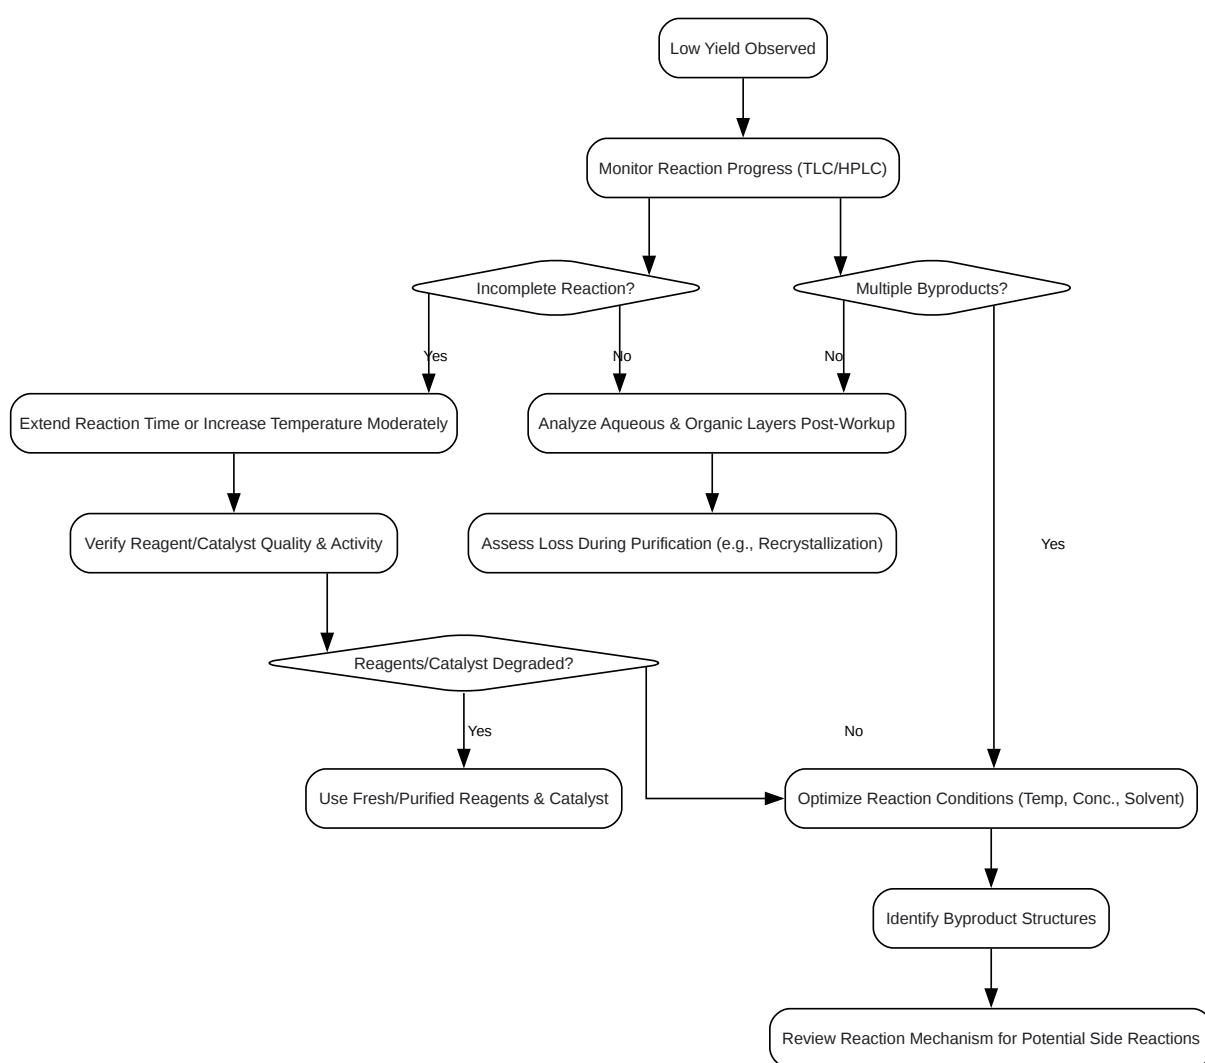 Low Yield Observed
Monitor Reaction Progress (TLC/HPLC)
Incomplete Reaction?
Multiple Byproducts?
Yes
No
No
Extend Reaction Time or Increase Temperature Moderately
Analyze Aqueous & Organic Layers Post-Workup
Verify Reagent/Catalyst Quality & Activity
Assess Loss During Purification (e.g., Recrystallization)
Yes
Reagents/Catalyst Degraded?
Yes
No
Use Fresh/Purified Reagents & Catalyst
Optimize Reaction Conditions (Temp, Conc., Solvent)
Identify Byproduct Structures
Review Reaction Mechanism for Potential Side Reactions